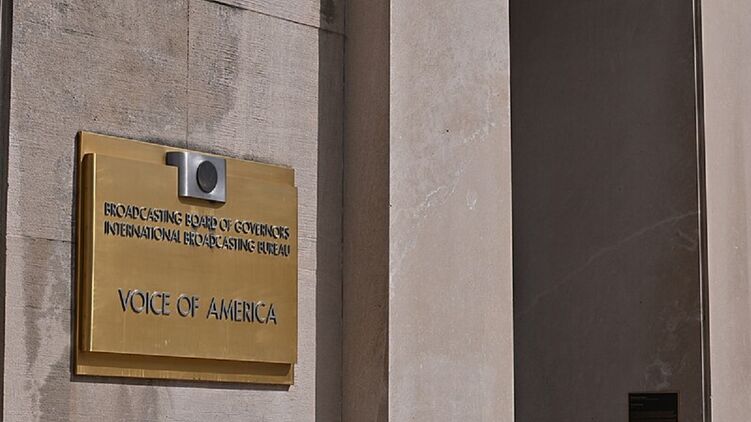 BROADCASTING BOARD OF GOVERNORS
INTERNATIONAL BROADCASTING BUREAU
VOICE OF AMERICA